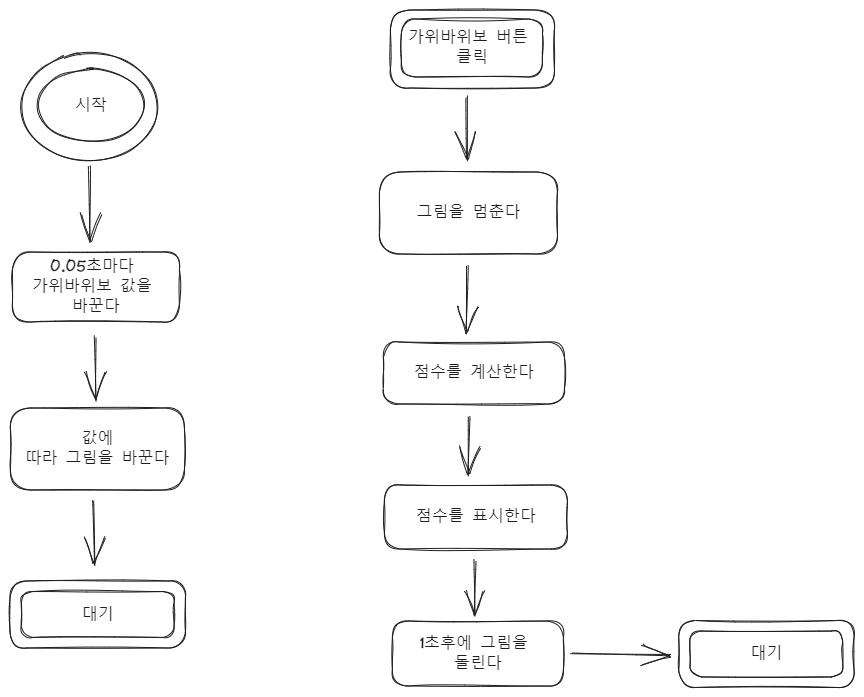 시작
0.05초마다
가위바위보 값을
바꾼다
값에
따라 그림을 바꾼다
대기
가위바위보 버튼
클릭
그림을 멈춘다
점수를 계산한다
점수를 표시한다
1초후에 그림을
돌린다
대기